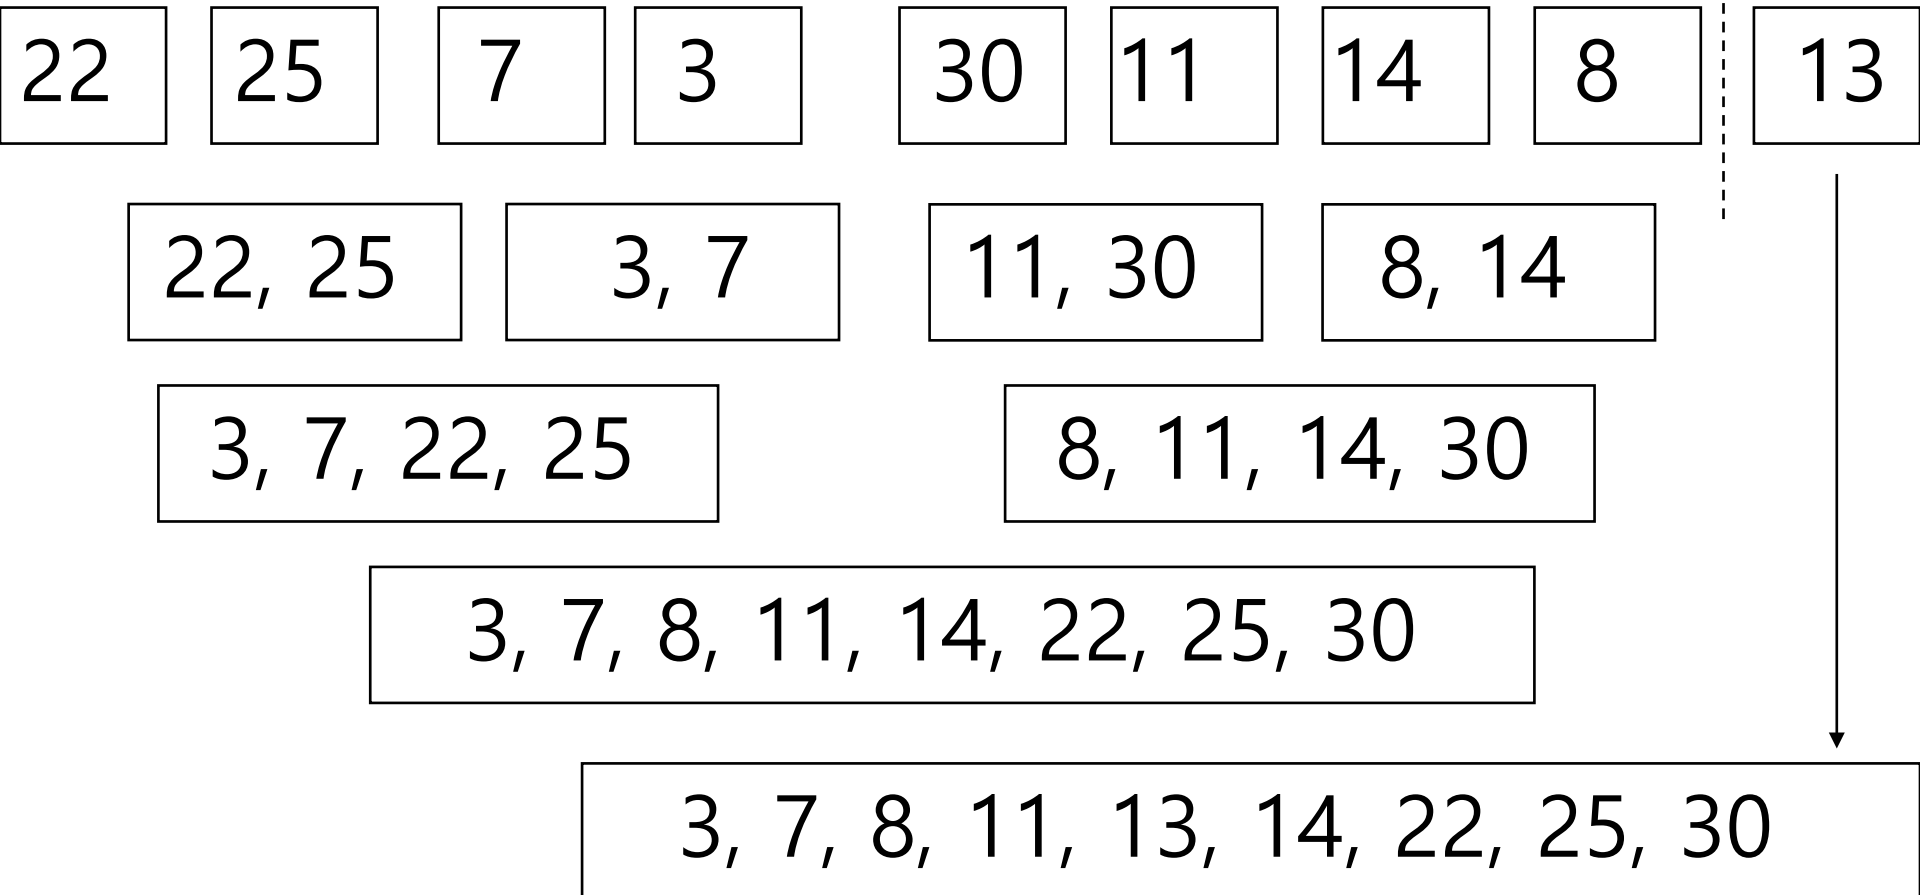 22 25 7 3 30 11 14 8 13
22, 25 3, 7 11, 30 8, 14
3, 7, 22, 25 8, 11, 14, 30
3, 7, 8, 11, 14, 22, 25, 30
3, 7, 8, 11, 13, 14, 22, 25, 30